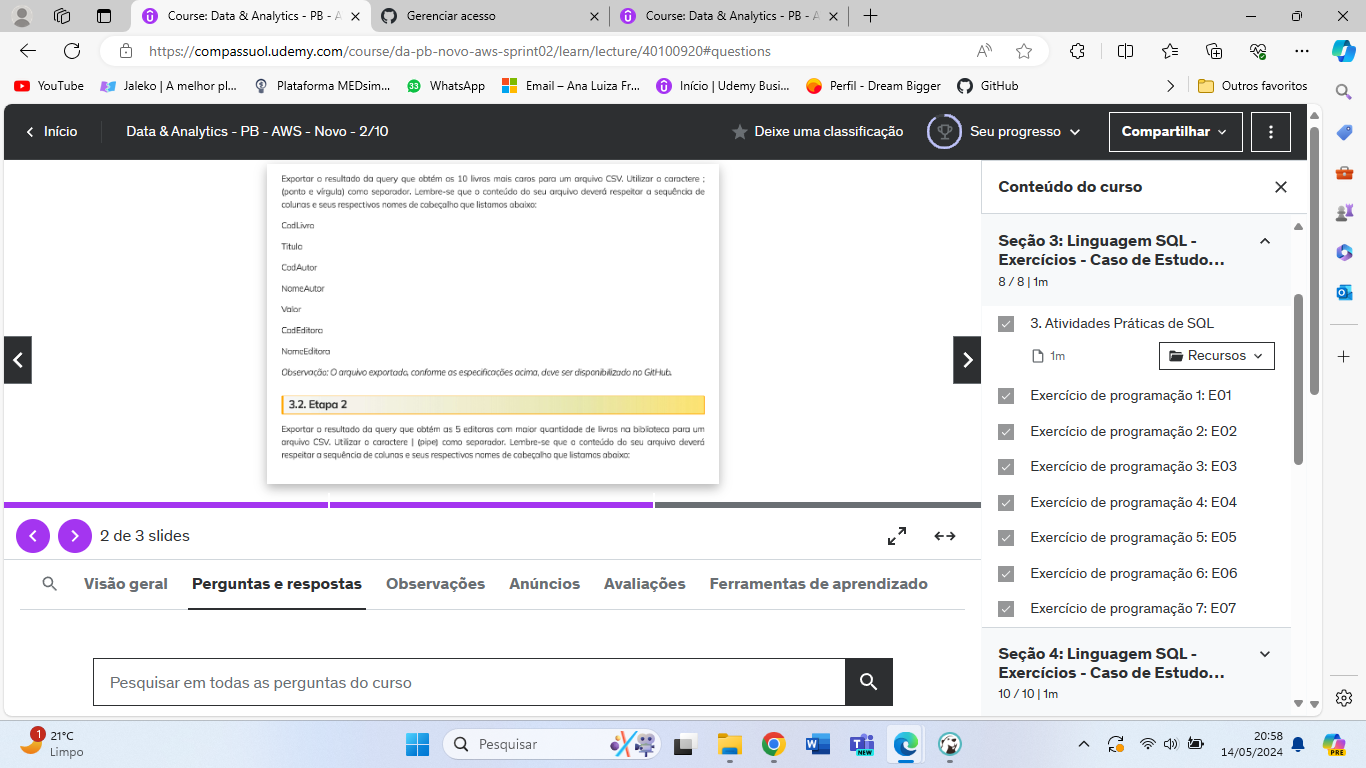 Course: Data & Analytics - PB - A
Gerenciar acesso
Course: Data & Analytics - PB - A
https://compassuol.udemy.com/course/da-pb-novo-aws-sprint02/learn/lecture/40100920#questions
YouTube
Jaleko | A melhor pl...
Plataforma MEDsim...
33
WhatsApp
Email – Ana Luiza Fr...
Início | Udemy Busi...
Perfil - Dream Bigger
GitHub
Outros favoritos
Início
Data & Analytics - PB - AWS - Novo - 2/10
Deixe uma classificação
Seu progresso
Compartilhar
Exportar o resultado da query que obtém os 10 livros mais caros para um arquivo CSV. Utilizar o caractere ;
(ponto e vírgula) como separador. Lembre-se que o conteúdo do seu arquivo deverá respeitar a sequência de
colunas e seus respectivos nomes de cabeçalho que listamos abaixo:
CodLivro
Titulo
CodAutor
NomeAutor
Valor
CodEditora
NomeEditora
Observação: O arquivo exportado, conforme as especificações acima, deve ser disponibilizado no GitHub.
3.2. Etapa 2
Exportar o resultado da query que obtém as 5 editoras com maior quantidade de livros na biblioteca para um
arquivo CSV. Utilizar o caractere | (pipe) como separador. Lembre-se que o conteúdo do seu arquivo deverá
respeitar a sequência de colunas e seus respectivos nomes de cabeçalho que listamos abaixo:
2 de 3 slides
Visão geral
Perguntas e respostas
Observações
Anúncios
Avaliações
Ferramentas de aprendizado
Pesquisar em todas as perguntas do curso
Conteúdo do curso
Seção 3: Linguagem SQL -
Exercícios - Caso de Estudo...
8 / 8 | 1m
3. Atividades Práticas de SQL
1m
Recursos
Exercício de programação 1: E01
Exercício de programação 2: E02
Exercício de programação 3: E03
Exercício de programação 4: E04
Exercício de programação 5: E05
Exercício de programação 6: E06
Exercício de programação 7: E07
Seção 4: Linguagem SQL -
Exercícios - Caso de Estudo...
10 / 10 | 1m
1
21°C
Limpo
Pesquisar
NEW
20:58
14/05/2024
PRE